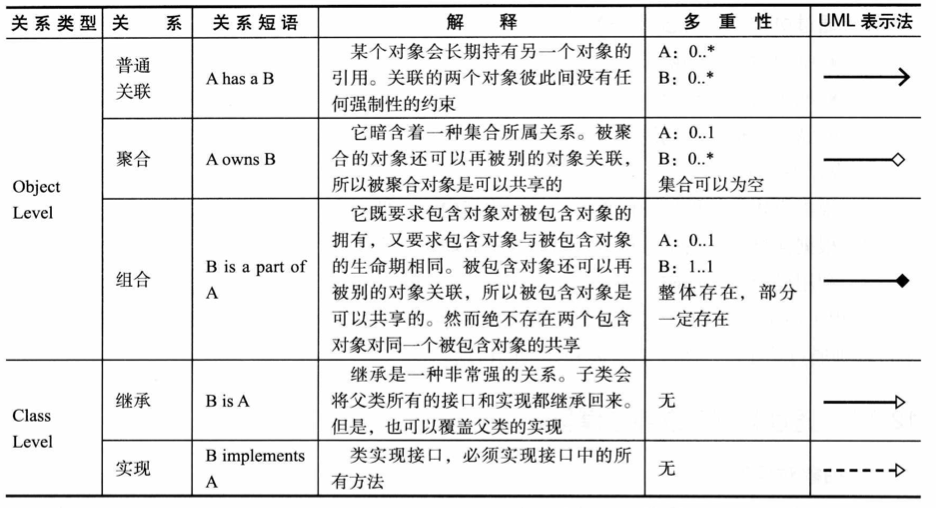 关系类型 关系 关系短语 解释 多重性 UML 表示法
Object
Level
普通
关联
A has a B
某个对象会长期持有另一个对象的
引用。关联的两个对象彼此间没有任
何强制性的约束
A：0..*
B：0..*
聚合
A owns B
它暗含着一种集合所属关系。被聚
合的对象还可以再被别的对象关联，
所以被聚合对象是可以共享的
A：0..1
B：0..*
集合可以为空
组合
B is a part of
A
它既要求包含对象对被包含对象的
拥有，又要求包含对象与被包含对象
的生命期相同。被包含对象还可以再
被别的对象关联，所以被包含对象是
可以共享的。然而绝不存在两个包含
对象对同一个被包含对象的共享
A：0..1
B：1..1
整体存在，部分
一定存在
Class
Level
继承
B is A
继承是一种非常强的关系。子类会
将父类所有的接口和实现都继承回来。
但是，也可以覆盖父类的实现
无
实现
B implements
A
类实现接口，必须实现接口中的所
有方法
无